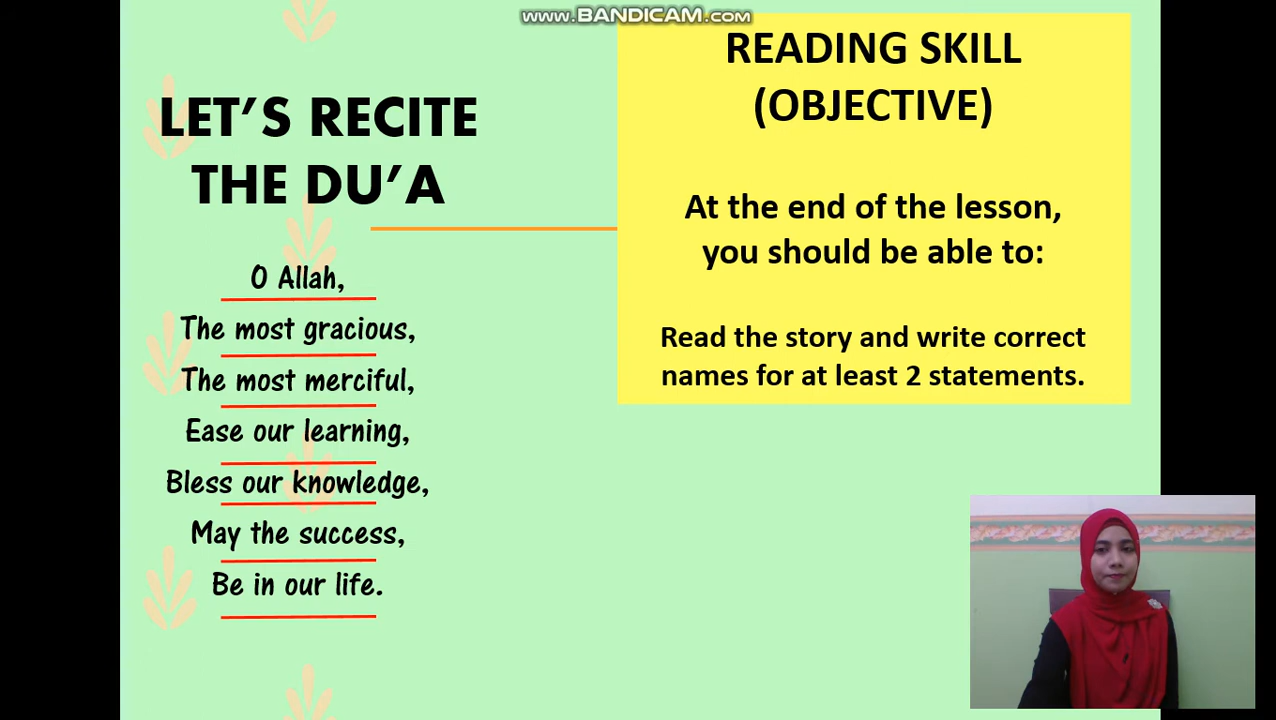 www.BANDICAM.com
LET'S RECITE
THE DU'A
O Allah,
The most gracious,
The most merciful,
Ease our learning,
Bless our knowledge,
May the success,
Be in our life.
READING SKILL
(OBJECTIVE)
At the end of the lesson,
you should be able to:
Read the story and write correct
names for at least 2 statements.